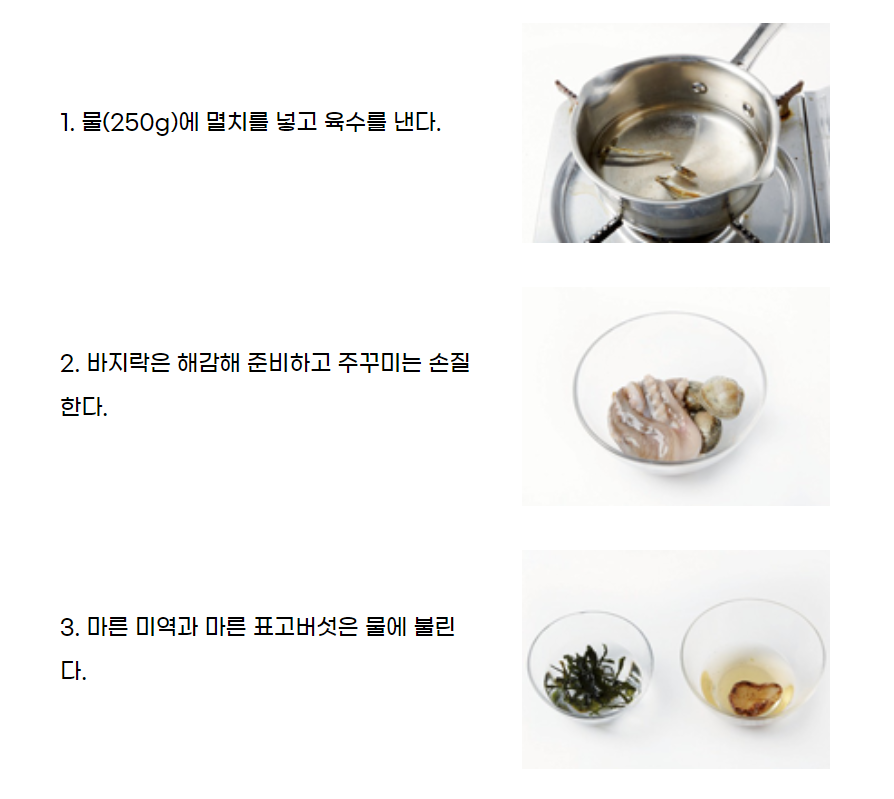 1. 물(250g)에 멸치를 넣고 육수를 낸다.
2. 바지락은 해감해 준비하고 주꾸미는 손질
한다.
3. 마른 미역과 마른 표고버섯은 물에 불린
다.